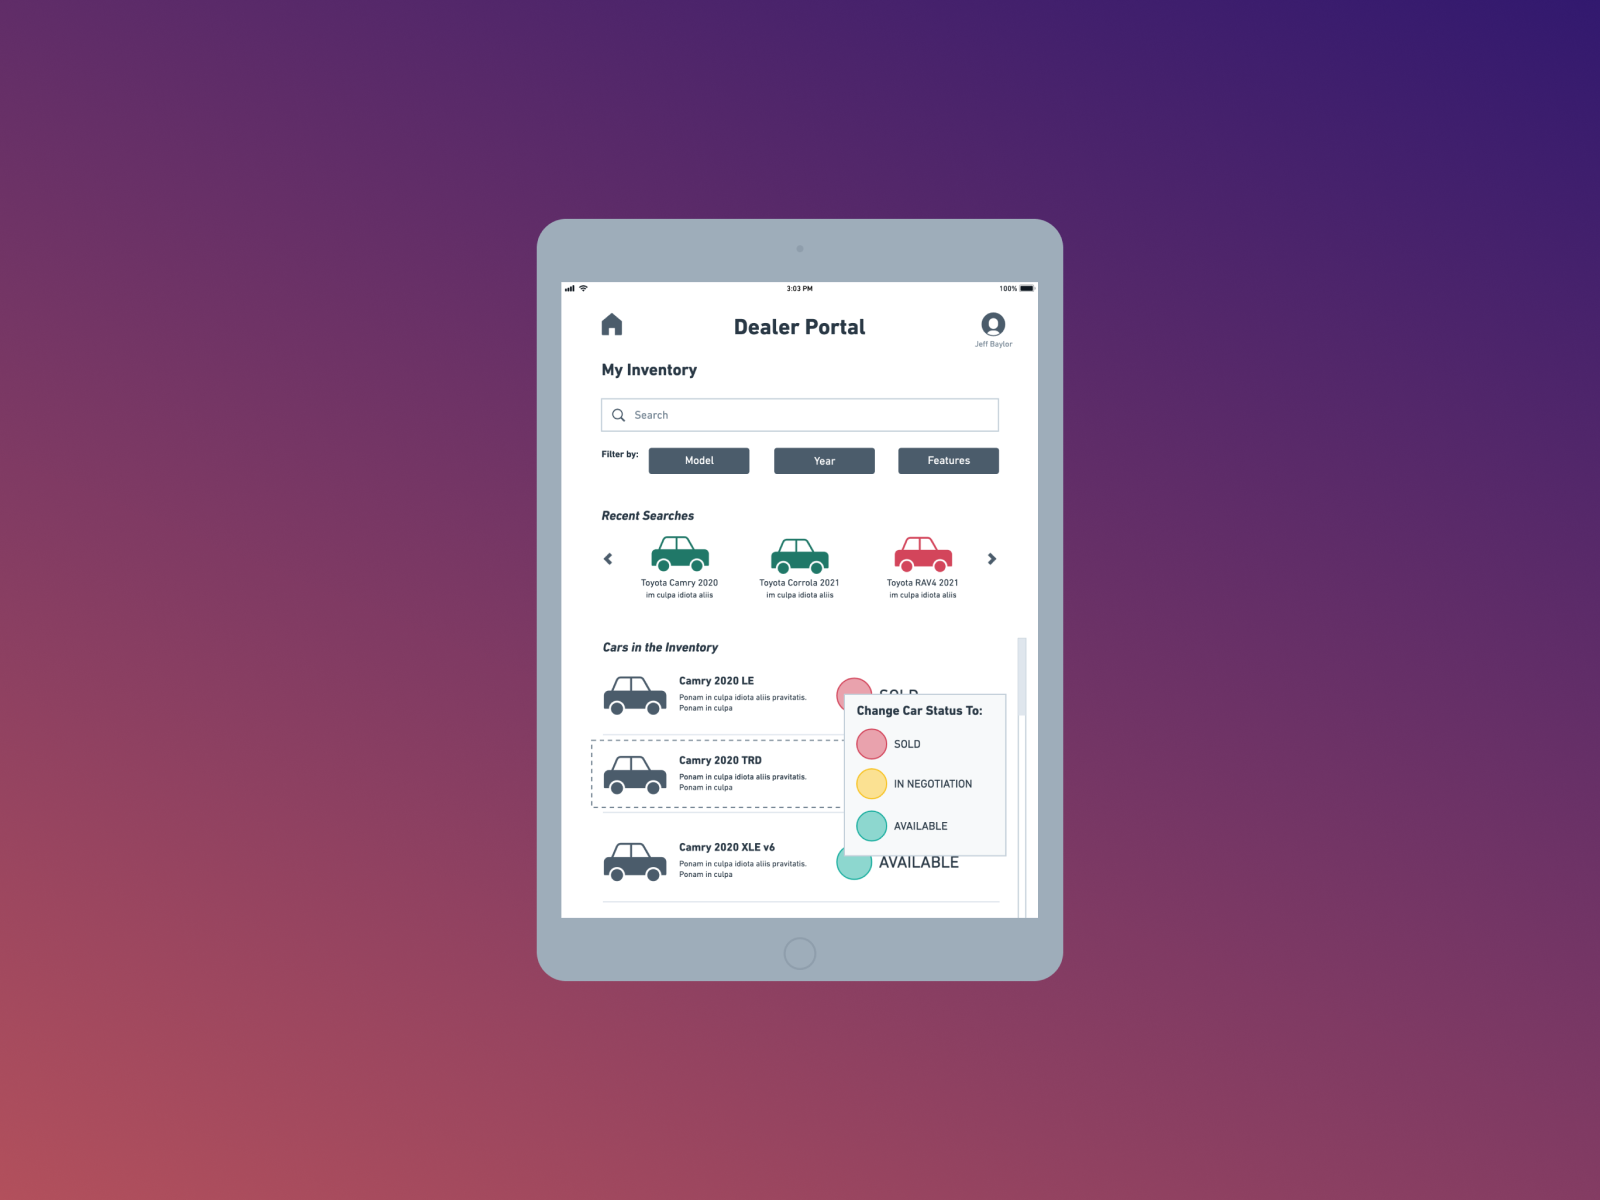 3:03 PM
100%
Dealer Portal
Jeff Baylor
My Inventory
Search
Filter by:
Model
Year
Features
Recent Searches
Toyota Camry 2020
im culpa idiota aliis
Toyota Corrola 2021
im culpa idiota aliis
Toyota RAV4 2021
im culpa idiota aliis
Cars in the Inventory
Camry 2020 LE
Ponam in culpa idiota aliis pravitatis.
Ponam in culpa
SOLD
Change Car Status To:
SOLD
IN NEGOTIATION
AVAILABLE
Camry 2020 TRD
Ponam in culpa idiota aliis pravitatis.
Ponam in culpa
Camry 2020 XLE v6
Ponam in culpa idiota aliis pravitatis.
Ponam in culpa
AVAILABLE